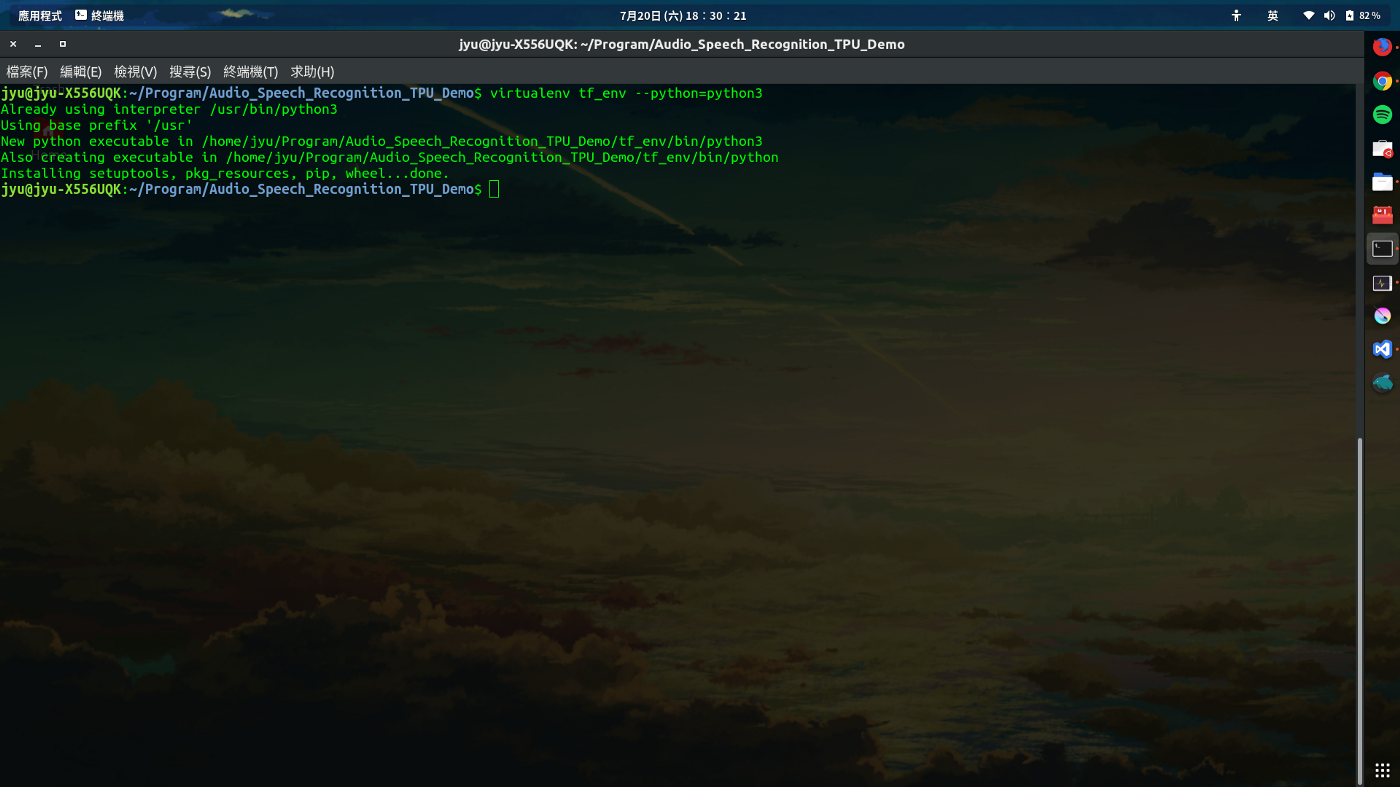 應用程式 終端機 7月20日 (六) 18：30：21 英 82 %
jyu@jyu-X556UQK: ~/Program/Audio_Speech_Recognition_TPU_Demo
檔案(F) 編輯(E) 檢視(V) 搜尋(S) 終端機(T) 求助(H)
jyu@jyu-X556UQK:~/Program/Audio_Speech_Recognition_TPU_Demo$ virtualenv tf_env --python=python3
Already using interpreter /usr/bin/python3
Using base prefix '/usr'
New python executable in /home/jyu/Program/Audio_Speech_Recognition_TPU_Demo/tf_env/bin/python3
Also creating executable in /home/jyu/Program/Audio_Speech_Recognition_TPU_Demo/tf_env/bin/python
Installing setuptools, pkg_resources, pip, wheel...done.
jyu@jyu-X556UQK:~/Program/Audio_Speech_Recognition_TPU_Demo$